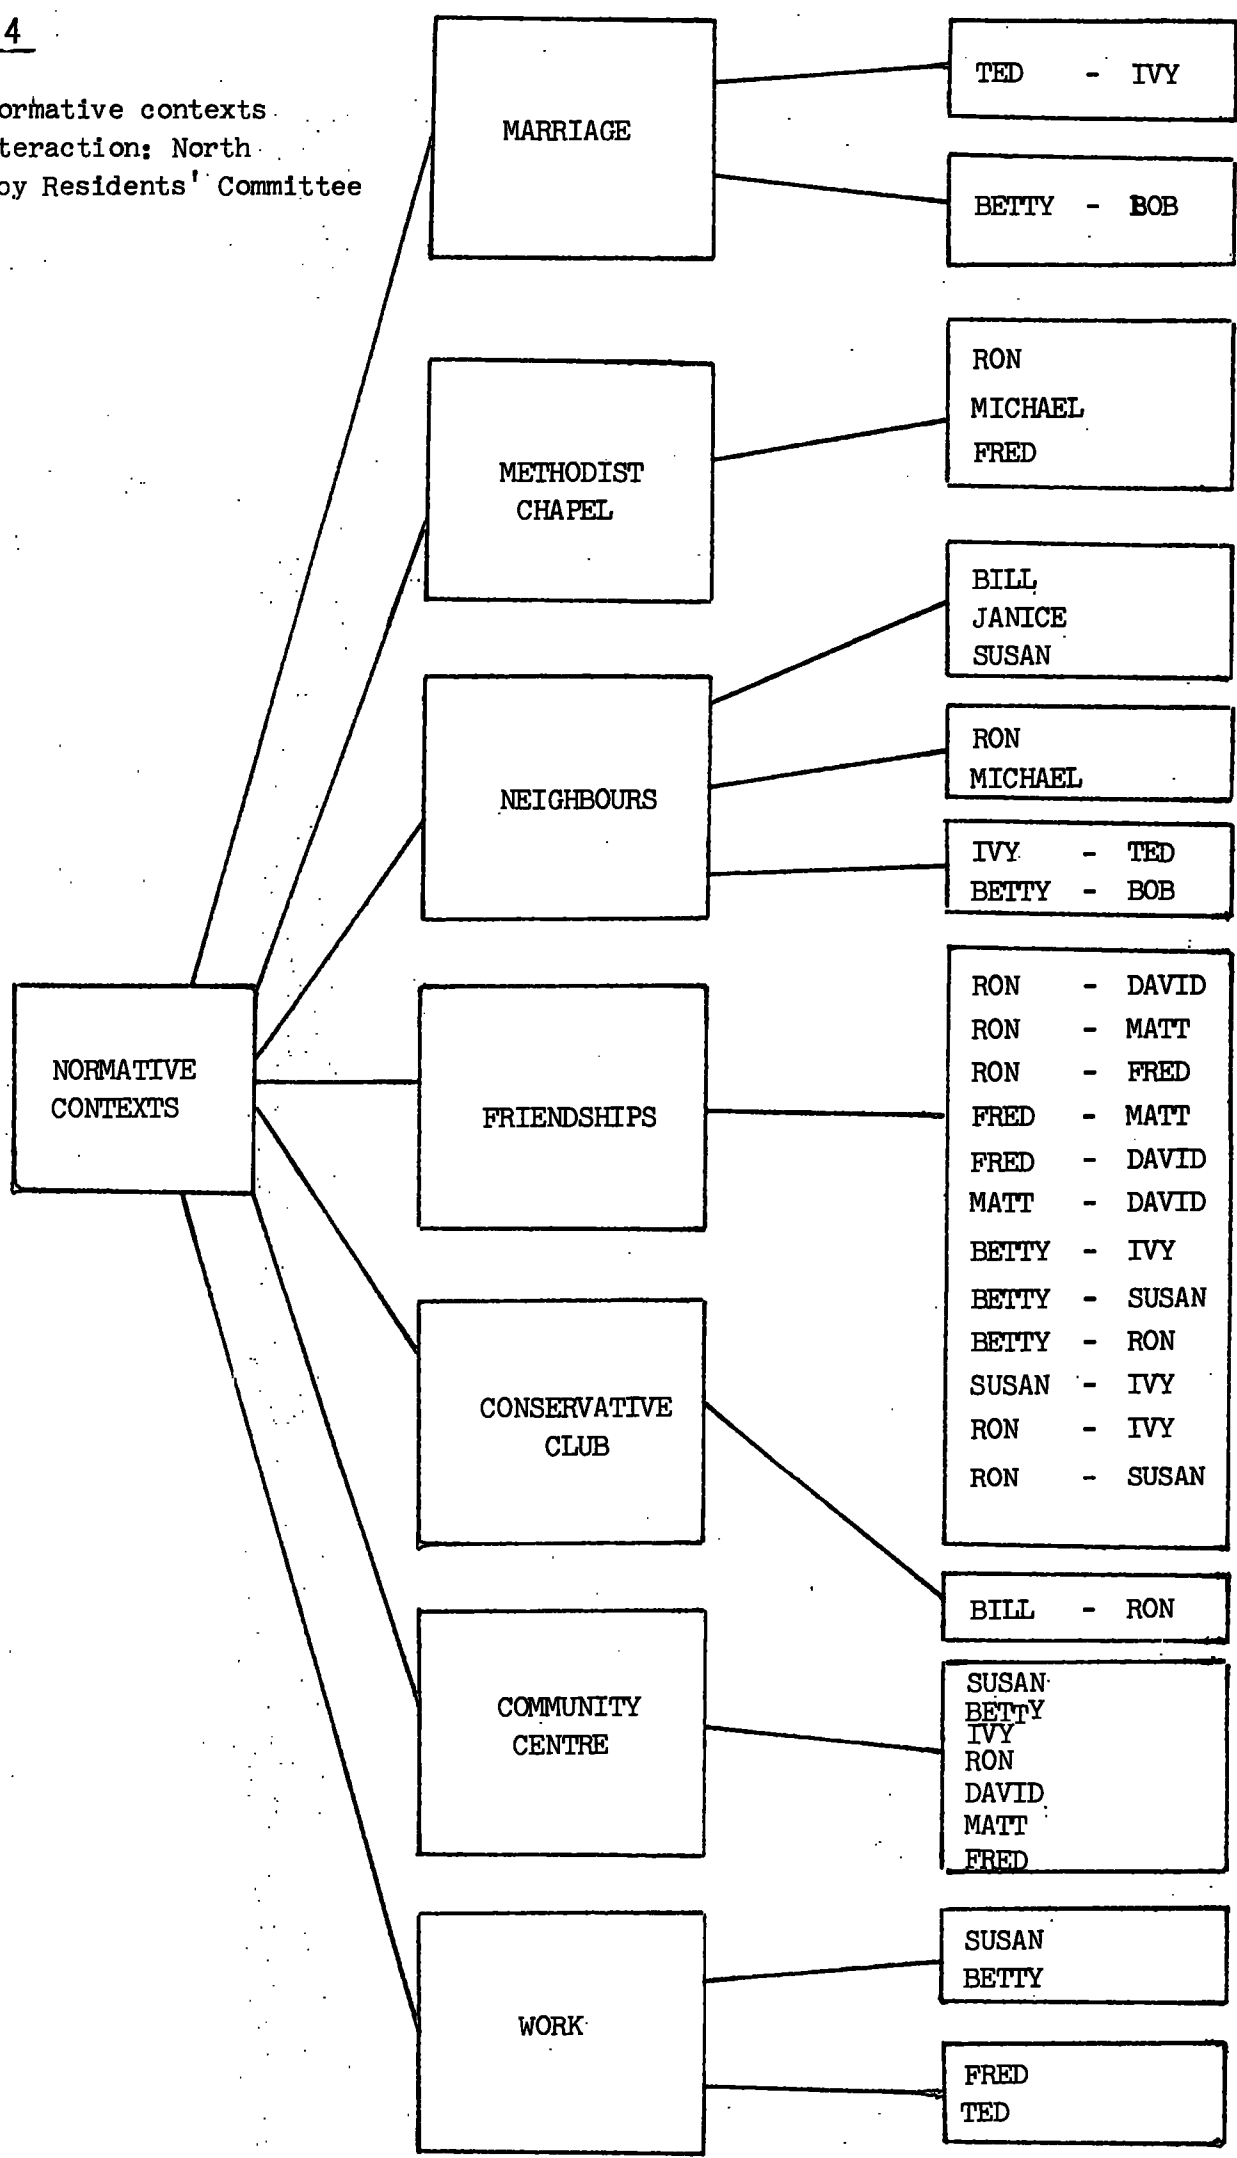 4
ormative contexts
teraction: North
by Residents' Committee
NORMATIVE
CONTEXTS
MARRIAGE
TED - IVY
BETTY - BOB
METHODIST
CHAPEL
RON
MICHAEL
FRED
NEIGHBOURS
BILL
JANICE
SUSAN
RON
MICHAEL
IVY - TED
BETTY - BOB
FRIENDSHIPS
RON - DAVID
RON - MATT
RON - FRED
FRED - MATT
FRED - DAVID
MATT - DAVID
BETTY - IVY
BETTY - SUSAN
BETTY - RON
SUSAN - IVY
RON - IVY
RON - SUSAN
CONSERVATIVE
CLUB
BILL - RON
COMMUNITY
CENTRE
SUSAN
BETTY
IVY
RON
DAVID
MATT
FRED
WORK
SUSAN
BETTY
FRED
TED